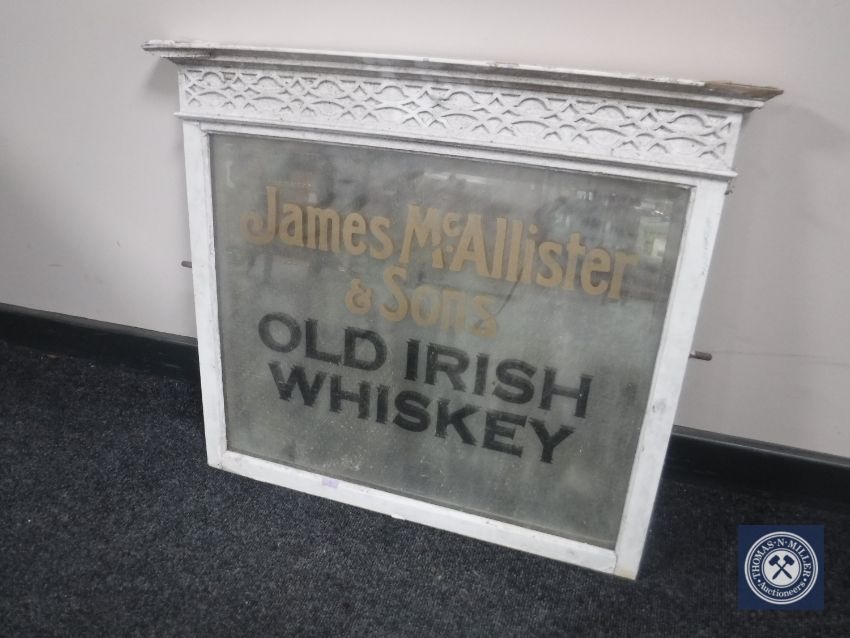 James McAllister
& Sons
OLD IRISH
WHISKEY
THOMAS·N·MILLER
Auctioneers